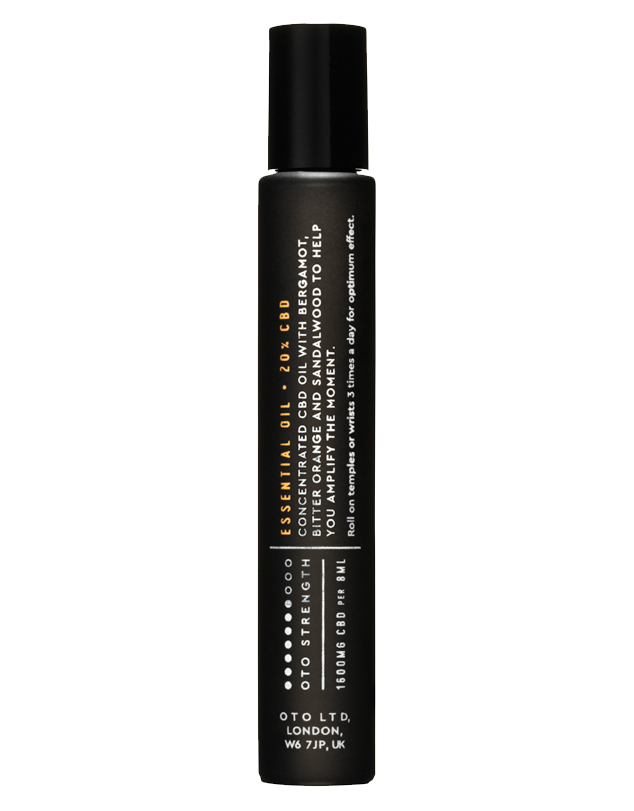 ESSENTIAL OIL • 20% CBD
CONCENTRATED CBD OIL WITH BERGAMOT,
BITTER ORANGE AND SANDALWOOD TO HELP
YOU AMPLIFY THE MOMENT.
Roll on temples or wrists 3 times a day for optimum effect.
OTO STRENGTH
1600MG CBD PER 8ML
OTO LTD,
LONDON,
W6 7JP, UK